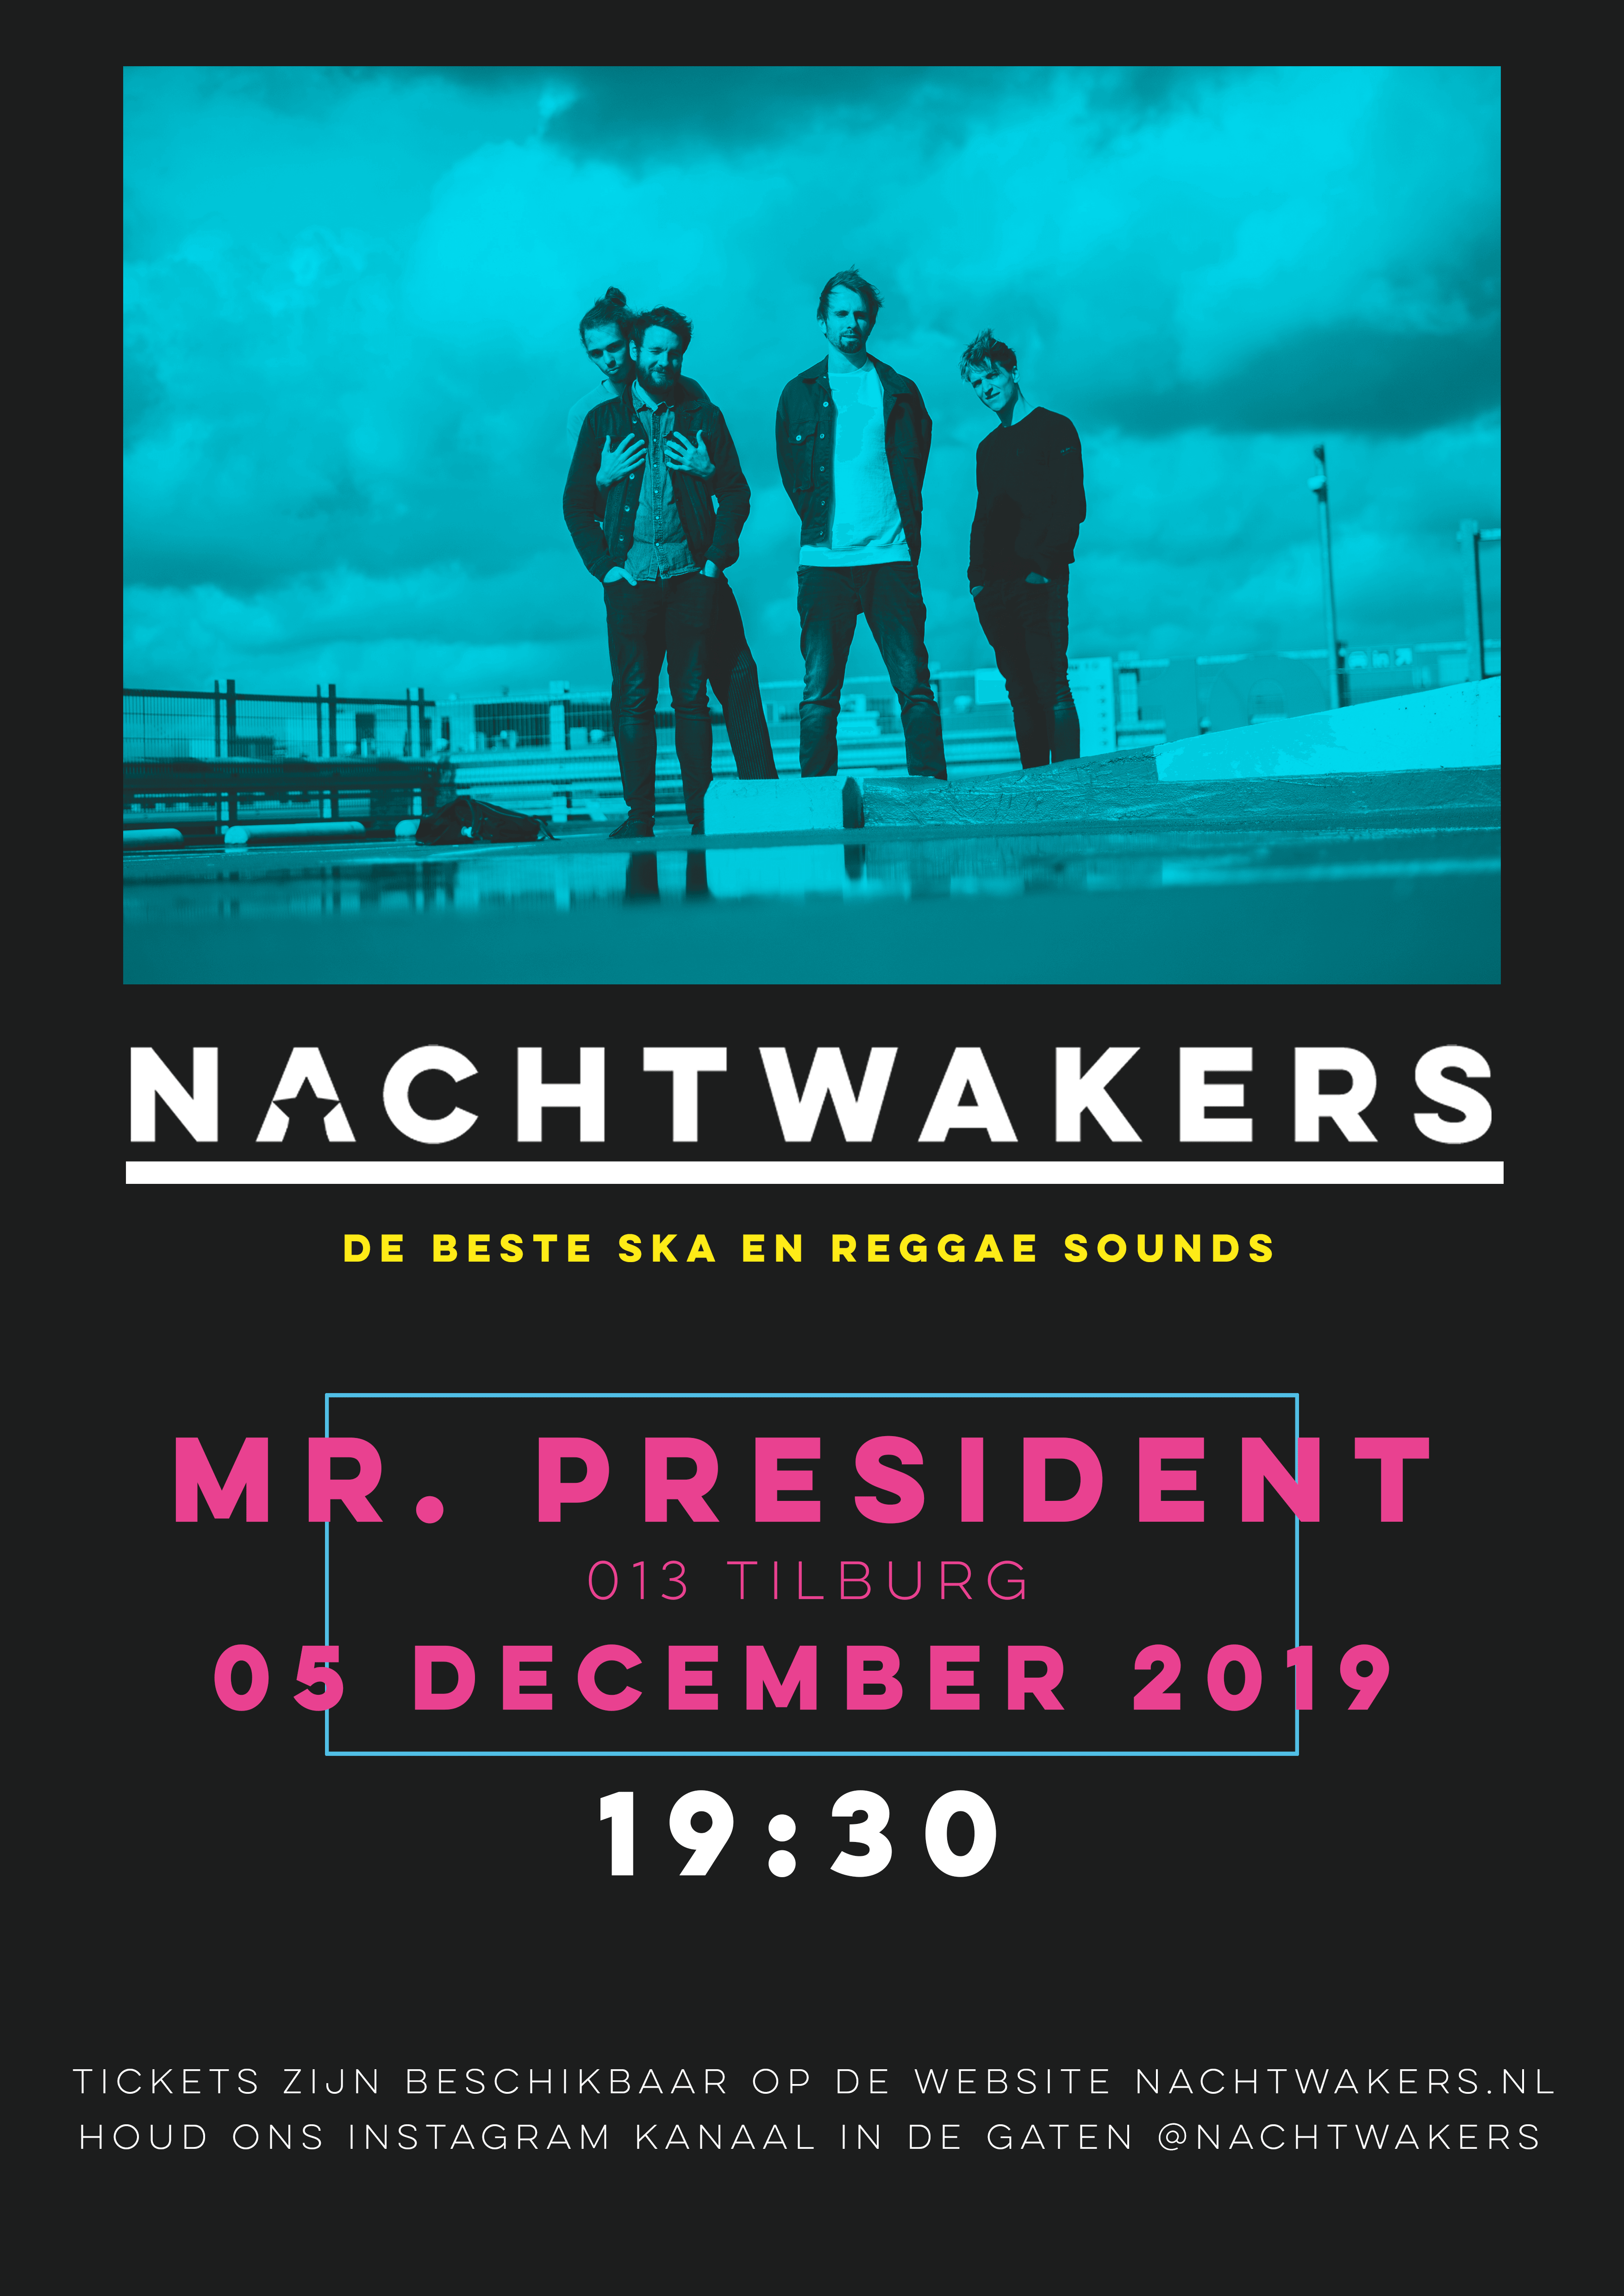 NACHTWAKERS
DE BESTE SKA EN REGGAE SOUNDS
MR. PRESIDENT
013 TILBURG
05 DECEMBER 2019
19:30
TICKETS ZIJN BESCHIKBAAR OP DE WEBSITE NACHTWAKERS.NL
HOUD ONS INSTAGRAM KANAAL IN DE GATEN @NACHTWAKERS